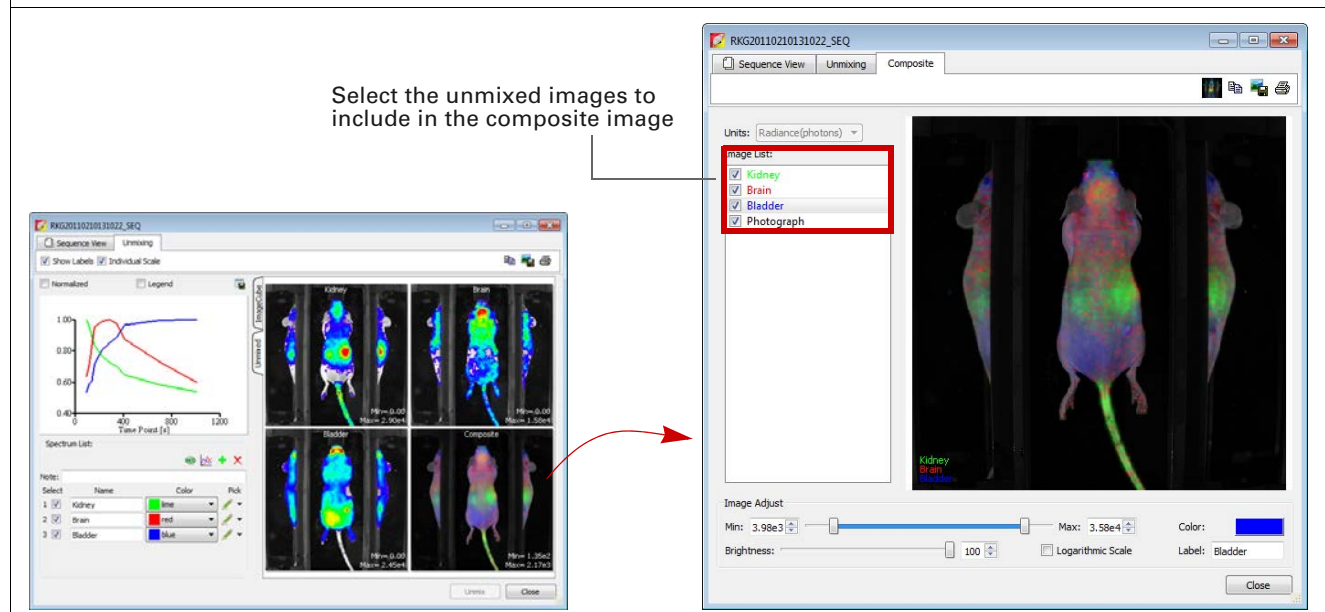 Select the unmixed images to
include in the composite image
RKG20110210131022_SEQ
Sequence View Unmixing
Show Labels Individual Scale
Normalized Legend
1.00
0.80
0.60
0.40
0 400 800 1200
Time Point [s]
Unmixed ImageCube
Kidney
Min= 0.00
Max= 2.90e4
Brain
Min= 0.00
Max= 1.58e4
Bladder
Min= 0.00
Max= 2.45e4
Composite
Min= 1.35e2
Max= 2.17e3
Spectrum List:
Note:
Select Name Color Pick
1 Kidney lime
2 Brain red
3 Bladder blue
Unmix Close
RKG20110210131022_SEQ
Sequence View Unmixing Composite
Units: Radiance(photons)
Image List:
Kidney
Brain
Bladder
Photograph
Kidney
Brain
Bladder
Image Adjust
Min: 3.98e3 Max: 3.58e4 Color:
Brightness: 100 Logarithmic Scale Label: Bladder
Close